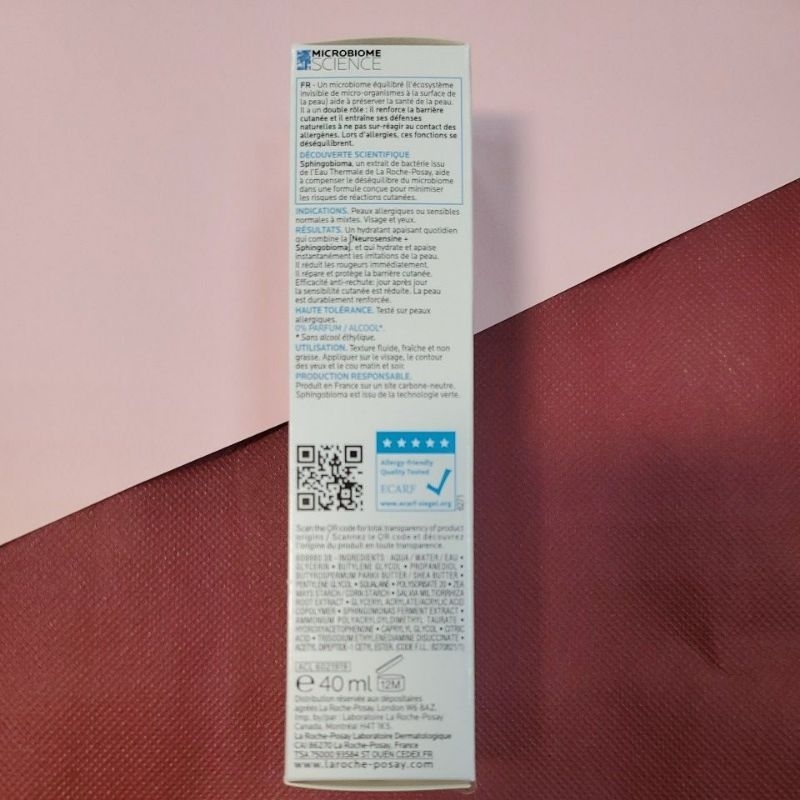 MICROBIOME
SCIENCE
FR - Un microbiome équilibré (l'écosystème
invisible de micro-organismes à la surface de
la peau) aide à préserver la santé de la peau.
Il a un double rôle : il renforce la barrière
cutanée et il entraîne ses défenses
naturelles à ne pas sur-réagir au contact des
allergènes. Lors d'allergies, ces fonctions se
déséquilibrent.
DÉCOUVERTE SCIENTIFIQUE
Sphingobioma, un extrait de bactérie issu
de l'Eau Thermale de La Roche-Posay, aide
à compenser le déséquilibre du microbiome
dans une formule conçue pour minimiser
les risques de réactions cutanées.
INDICATIONS. Peaux allergiques ou sensibles
normales à mixtes. Visage et yeux.
RÉSULTATS. Un hydratant apaisant quotidien
qui combine la [Neurosensine +
Sphingobioma], et qui hydrate et apaise
instantanément les irritations de la peau.
Il réduit les rougeurs immédiatement.
Il répare et protège la barrière cutanée.
Efficacité anti-rechute: jour après jour
la sensibilité cutanée est réduite. La peau
est durablement renforcée.
HAUTE TOLÉRANCE. Testé sur peaux
allergiques.
0% PARFUM / ALCOOL*.
* Sans alcool éthylique.
UTILISATION. Texture fluide, fraîche et non
grasse. Appliquer sur le visage, le contour
des yeux et le cou matin et soir.
PRODUCTION RESPONSABLE.
Produit en France sur un site carbone-neutre.
Sphingobioma est issu de la technologie verte.
Allergy-friendly
Quality Tested
ECARF
www.ecarf-siegel.org
6271
Scan the QR code for total transparency of product
origins / Scannez le QR code et découvrez
l'origine du produit en toute transparence.
609980 08 - INGREDIENTS : AQUA / WATER / EAU •
GLYCERIN • BUTYLENE GLYCOL • PROPANEDIOL •
BUTYROSPERMUM PARKII BUTTER / SHEA BUTTER •
PENTYLENE GLYCOL • SQUALANE • POLYSORBATE 20 • ZEA
MAYS STARCH / CORN STARCH • SALVIA MILTIORRHIZA
ROOT EXTRACT • GLYCERYL ACRYLATE/ACRYLIC ACID
COPOLYMER • SPHINGOMONAS FERMENT EXTRACT •
AMMONIUM POLYACRYLOYLDIMETHYL TAURATE •
HYDROXYACETOPHENONE • CAPRYLYL GLYCOL • CITRIC
ACID • TRISODIUM ETHYLENEDIAMINE DISUCCINATE •
ACETYL DIPEPTIDE-1 CETYL ESTER. (CODE F.I.L.
ACL 6021919
e 40 ml 12M
Distribution réservée aux dépositaires
agréés La Roche-Posay, London W6 8AZ.
Imp. by/par : Laboratoire La Roche-Posay
Canada, Montréal H4T 1K5.
La Roche-Posay Laboratoire Dermatologique
CAI 86270 La Roche-Posay, France
TSA 75000 93584 ST OUEN CEDEX FR
www.laroche-posay.com